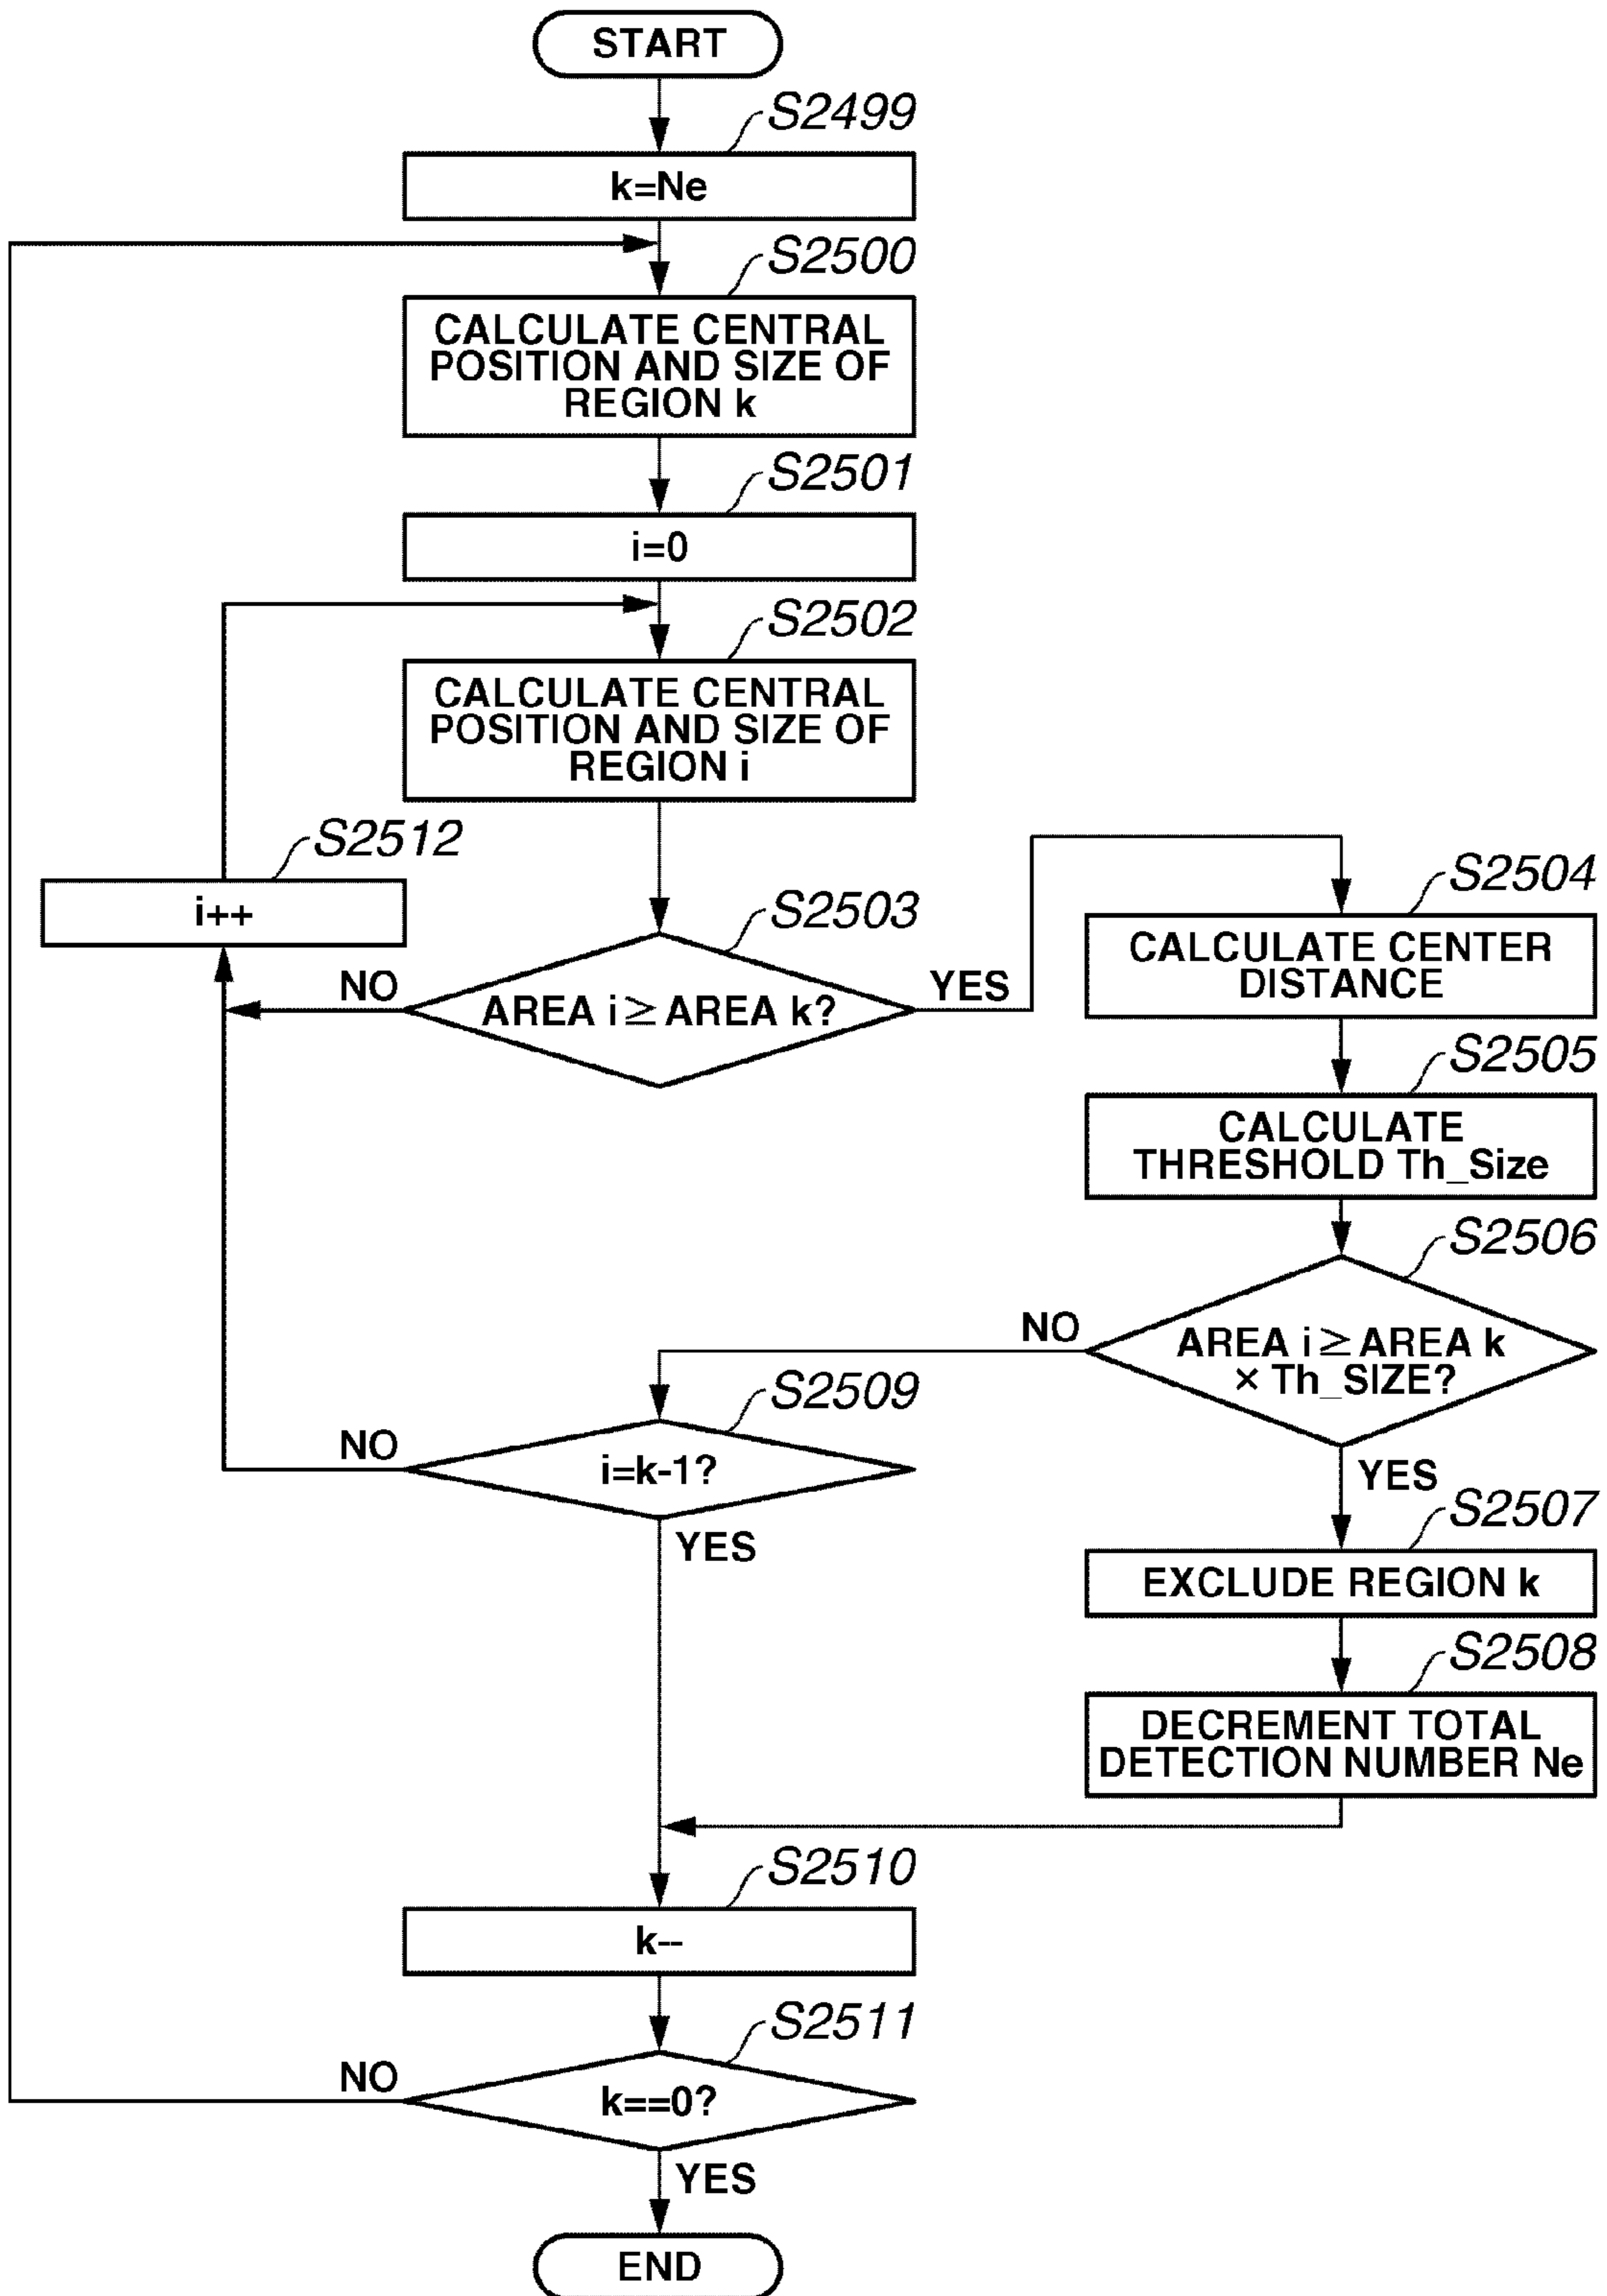 START
S2499
k=Ne
S2500
CALCULATE CENTRAL
POSITION AND SIZE OF
REGION k
S2501
i=0
S2502
CALCULATE CENTRAL
POSITION AND SIZE OF
REGION i
S2512
i++
S2503
NO
AREA i≧AREA k?
YES
S2504
CALCULATE CENTER
DISTANCE
S2505
CALCULATE
THRESHOLD Th_Size
S2506
NO
AREA i≧AREA k
× Th_SIZE?
YES
S2509
NO
i=k-1?
YES
S2507
EXCLUDE REGION k
S2508
DECREMENT TOTAL
DETECTION NUMBER Ne
S2510
k--
S2511
NO
k==0?
YES
END